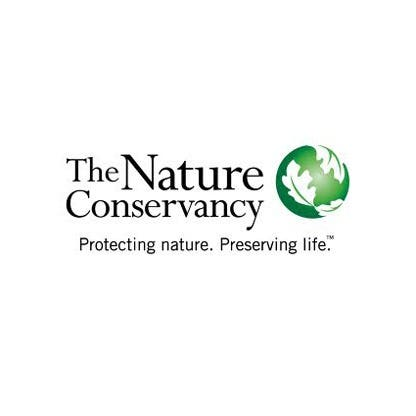 The Nature
Conservancy
Protecting nature. Preserving life.™